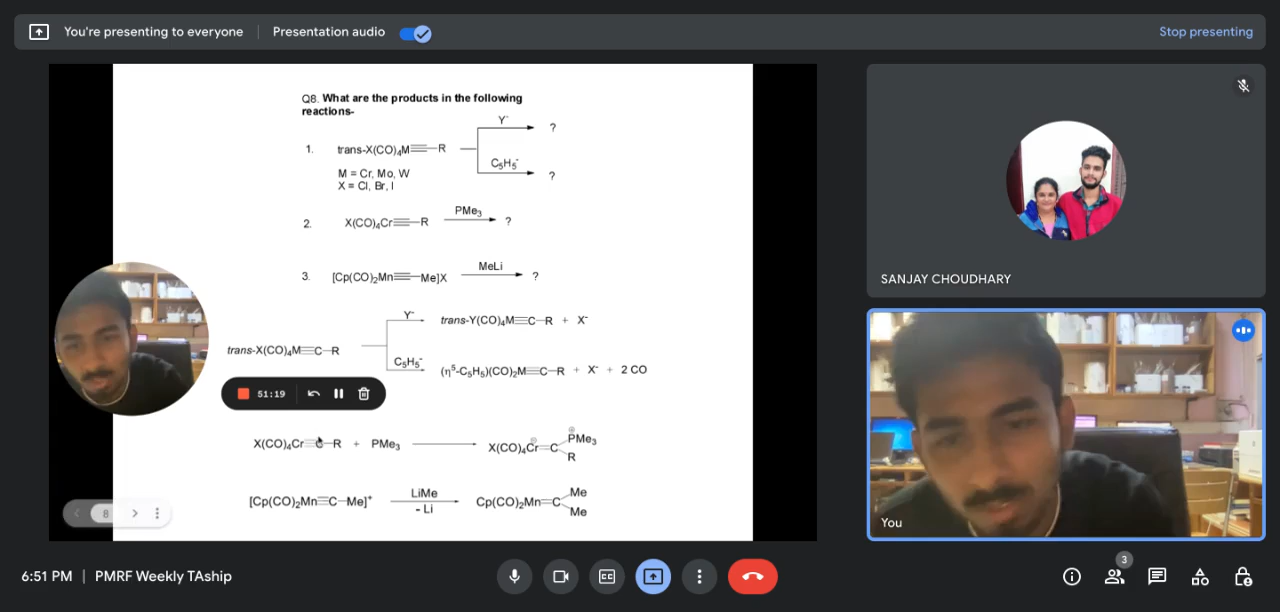 You're presenting to everyone
Presentation audio
Stop presenting
Q8. What are the products in the following
reactions-
1. trans-X(CO)₄M≡R
Y⁻ ?
C₅H₅⁻ ?
M = Cr, Mo, W
X = Cl, Br, I
2. X(CO)₄Cr≡R PMe₃ ?
3. [Cp(CO)₂Mn≡Me]X MeLi ?
Y⁻ trans-Y(CO)₄M≡C-R + X⁻
trans-X(CO)₄M≡C-R
C₅H₅⁻ (η⁵-C₅H₅)(CO)₂M≡C-R + X⁻ + 2 CO
51:19
X(CO)₄Cr≡C-R + PMe₃ X(CO)₄Cr=C PMe₃ R
[Cp(CO)₂Mn≡C-Me]⁺ LiMe - Li Cp(CO)₂Mn=C Me Me
8
SANJAY CHOUDHARY
You
6:51 PM | PMRF Weekly TAship
CC
3